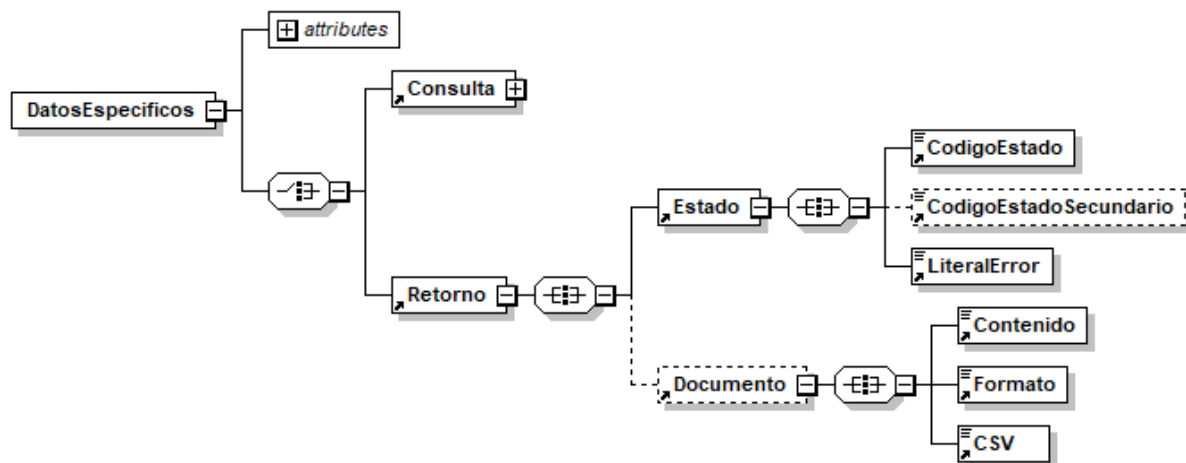 attributes
Consulta
DatosEspecificos
CodigoEstado
Estado
CodigoEstadoSecundario
LiteralError
Retorno
Contenido
Documento
Formato
CSV